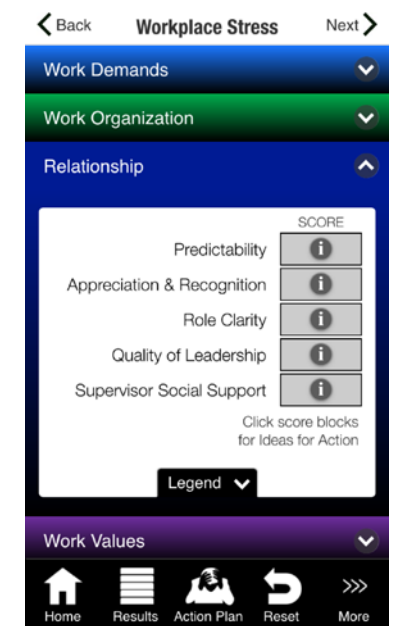 Back Workplace Stress Next
Work Demands
Work Organization
Relationship
SCORE
Predictability i
Appreciation & Recognition i
Role Clarity i
Quality of Leadership i
Supervisor Social Support i
Click score blocks
for Ideas for Action
Legend
Work Values
>>>
Home Results Action Plan Reset More